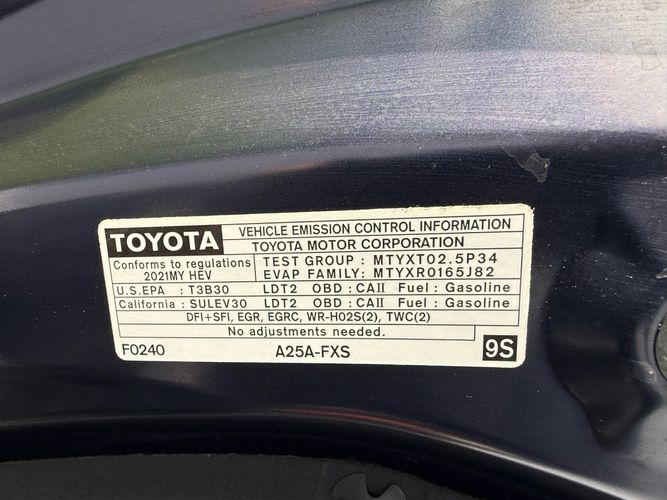 TOYOTA
VEHICLE EMISSION CONTROL INFORMATION
TOYOTA MOTOR CORPORATION
Conforms to regulations
2021MY HEV
TEST GROUP : MTYXT02.5P34
EVAP FAMILY: MTYXR0165J82
U.S.EPA : T3B30 LDT2 OBD : CAII Fuel : Gasoline
California : SULEV30 LDT2 OBD : CAII Fuel : Gasoline
DFI+SFI, EGR, EGRC, WR-HO2S(2), TWC(2)
No adjustments needed.
F0240 A25A-FXS 9S